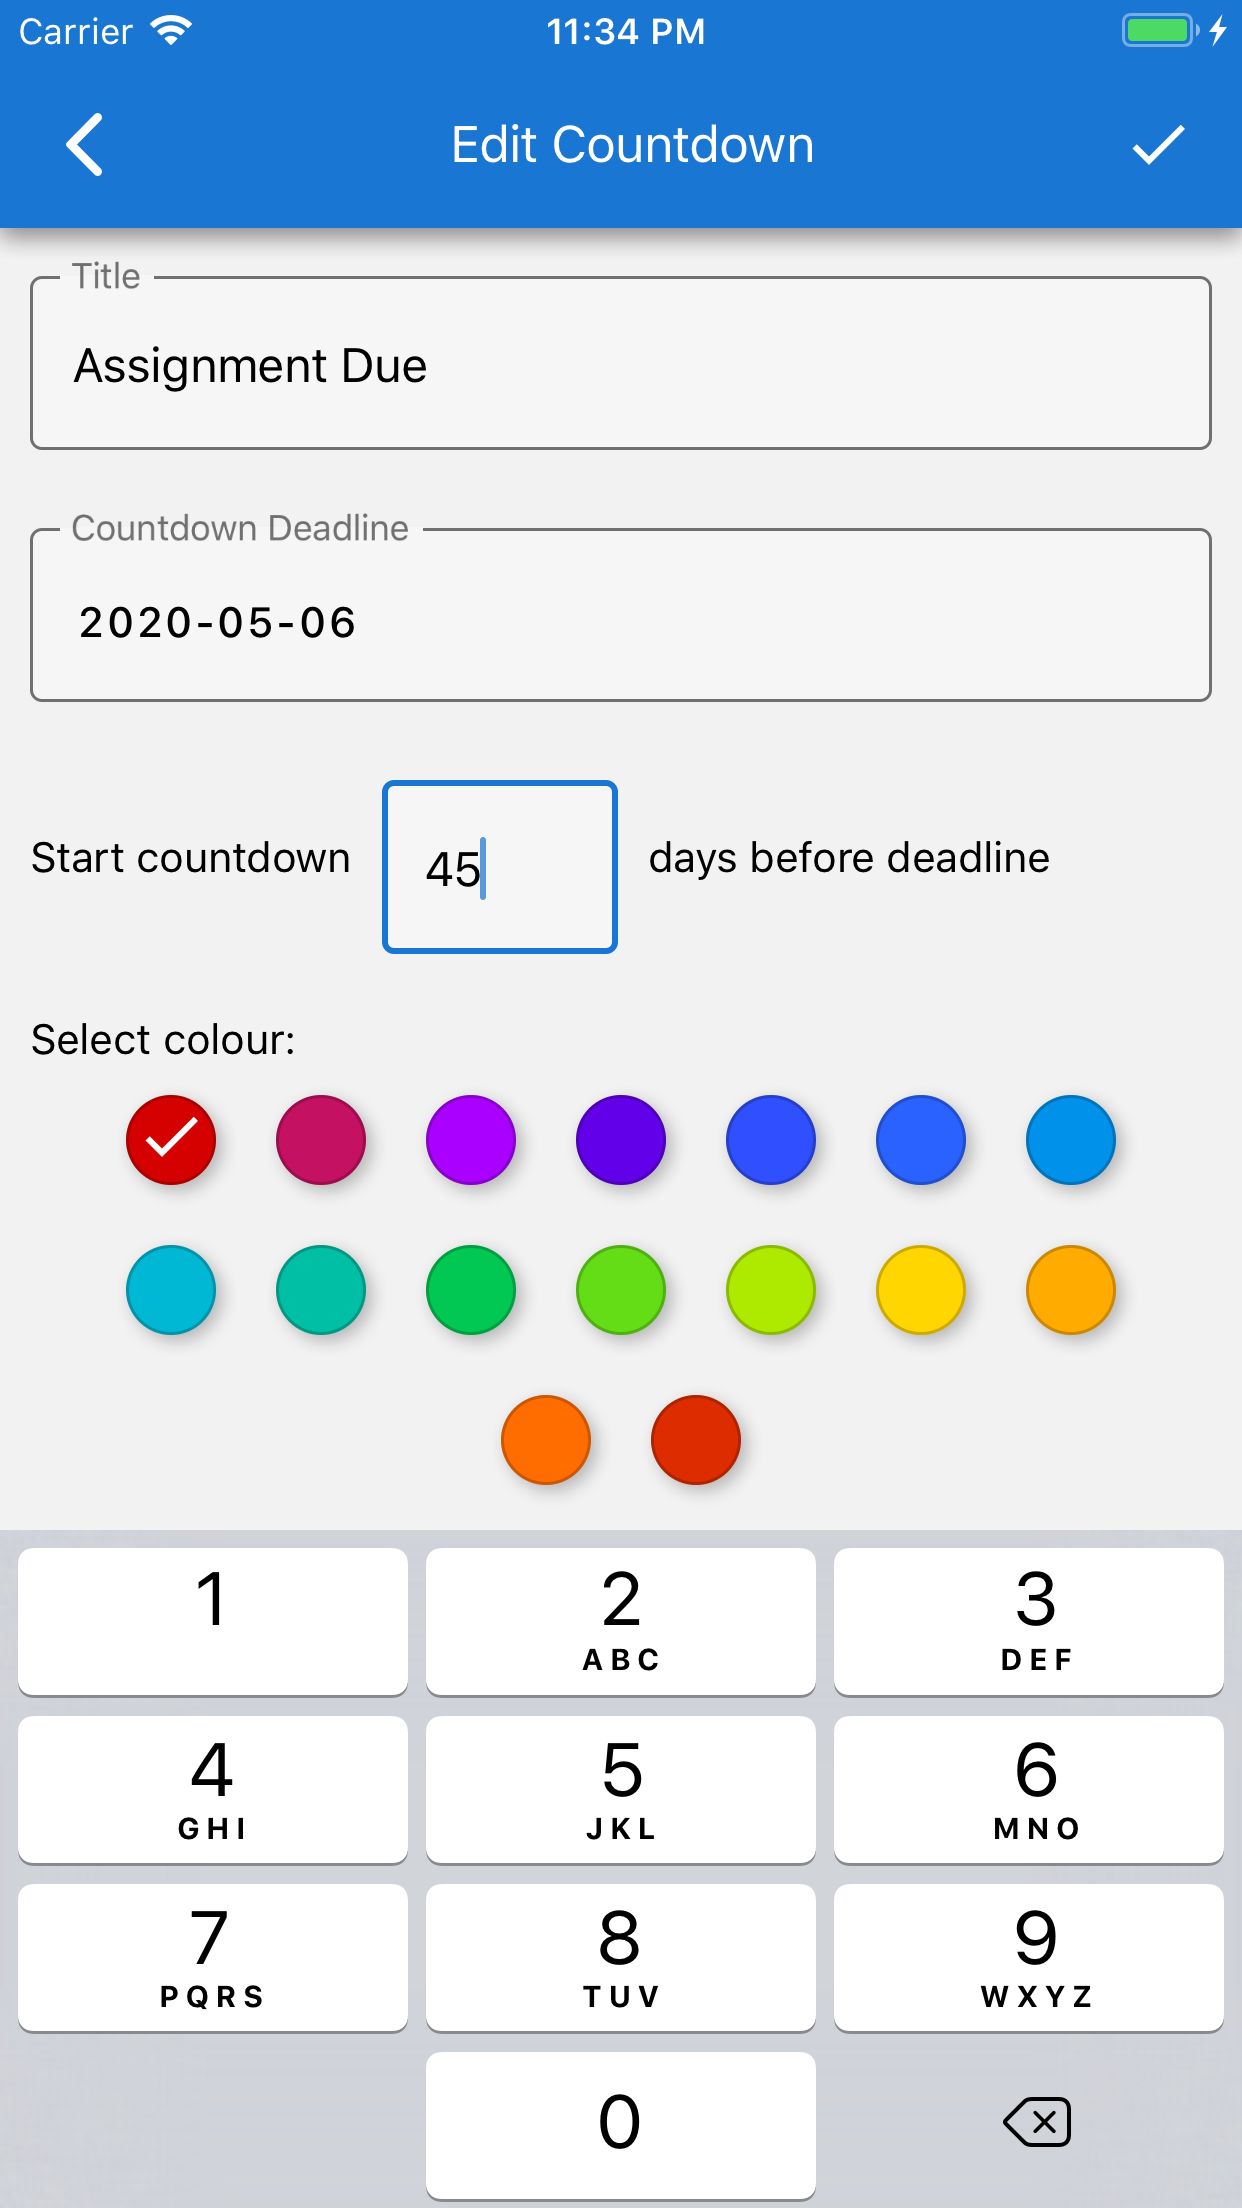 Carrier 11:34 PM
Edit Countdown
Title
Assignment Due
Countdown Deadline
2020-05-06
Start countdown 45 days before deadline
Select colour:
1 2 3
ABC DEF
4 5 6
GHI JKL MNO
7 8 9
PQRS TUV WXYZ
0